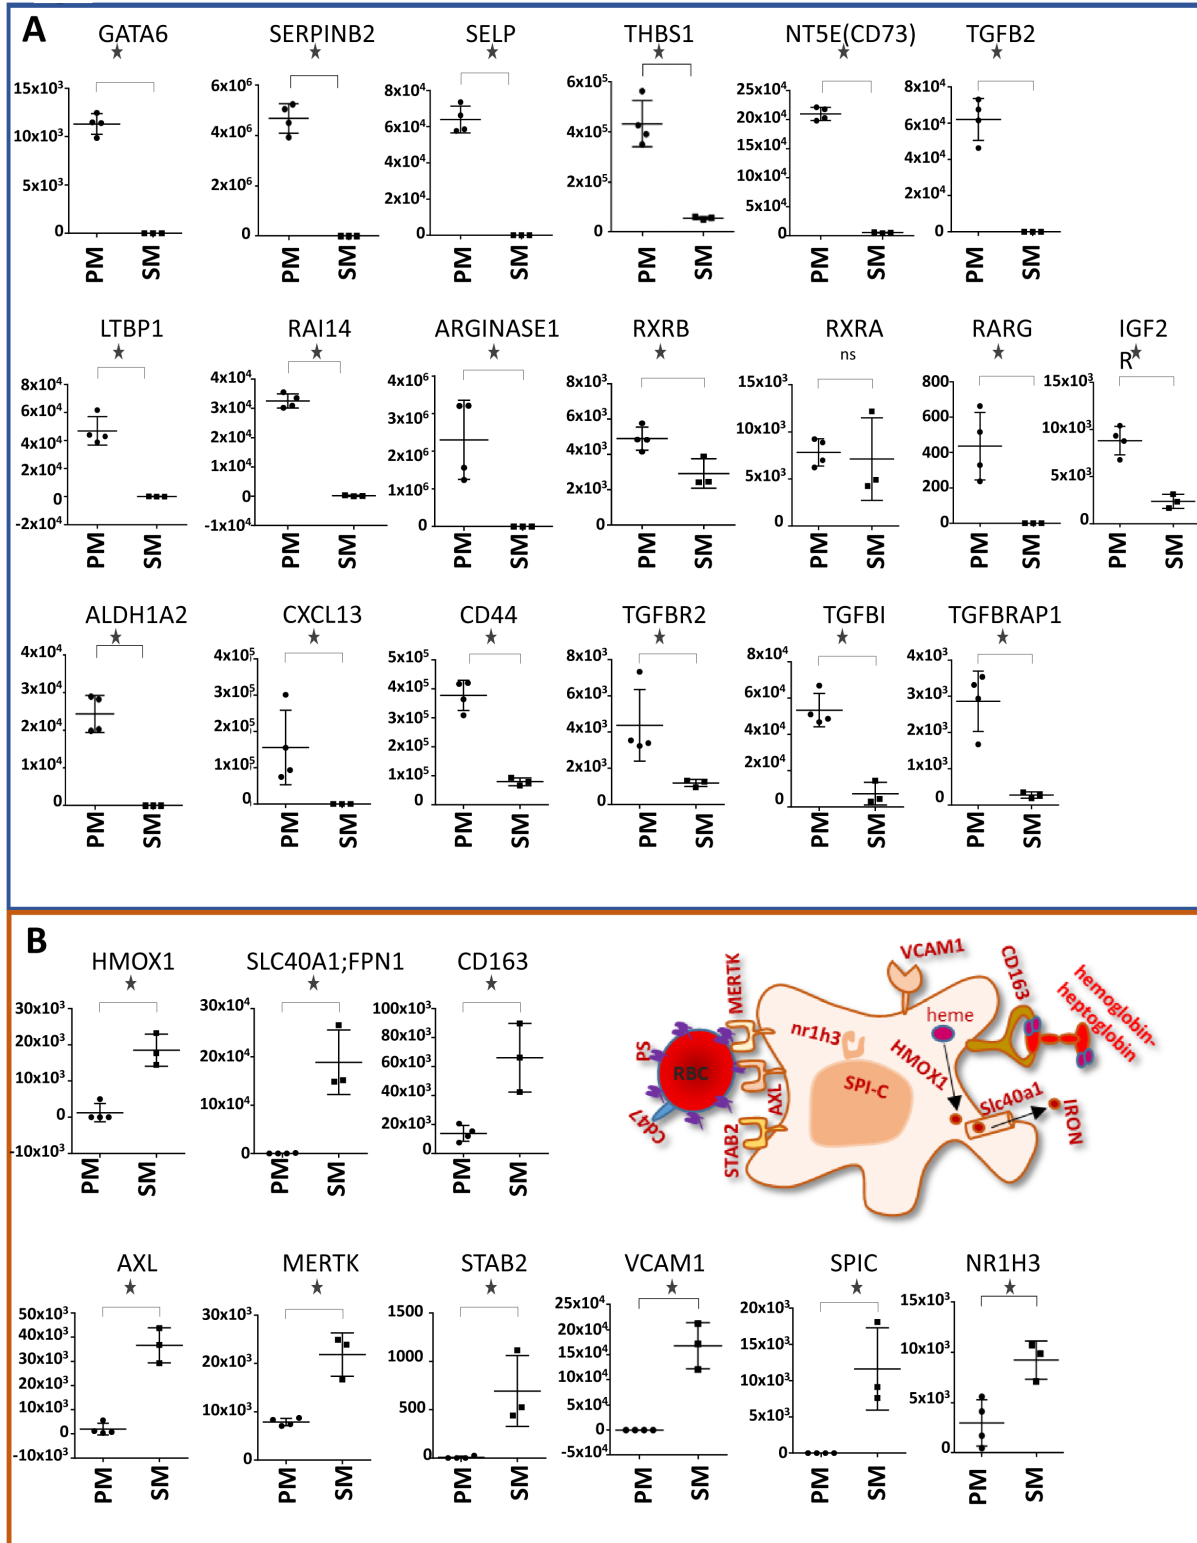 A
GATA6 SERPINB2 SELP THBS1 NT5E(CD73) TGFB2
★ ★ ★ ★ ★ ★
15x10³ 10x10³ 5x10³ 0 PM SM
6x10⁶ 4x10⁶ 2x10⁶ 0 PM SM
8x10⁴ 6x10⁴ 4x10⁴ 2x10⁴ 0 PM SM
6x10⁵ 4x10⁵ 2x10⁵ 0 PM SM
25x10⁴ 20x10⁴ 15x10⁴ 10x10⁴ 5x10⁴ 0 PM SM
8x10⁴ 6x10⁴ 4x10⁴ 2x10⁴ 0 PM SM
LTBP1 RAI14 ARGINASE1 RXRB RXRA RARG IGF2
R
★ ★ ★ ★ ns ★ ★
8x10⁴ 6x10⁴ 4x10⁴ 2x10⁴ 0 -2x10⁴ PM SM
4x10⁴ 3x10⁴ 2x10⁴ 1x10⁴ 0 -1x10⁴ PM SM
4x10⁶ 3x10⁶ 2x10⁶ 1x10⁶ 0 PM SM
8x10³ 6x10³ 4x10³ 2x10³ 0 PM SM
15x10³ 10x10³ 5x10³ 0 PM SM
800 600 400 200 0 PM SM
15x10³ 10x10³ 5x10³ 0 PM SM
ALDH1A2 CXCL13 CD44 TGFBR2 TGFBI TGFBRAP1
★ ★ ★ ★ ★ ★
4x10⁴ 3x10⁴ 2x10⁴ 1x10⁴ 0 PM SM
4x10⁵ 3x10⁵ 2x10⁵ 1x10⁵ 0 PM SM
5x10⁵ 4x10⁵ 3x10⁵ 2x10⁵ 1x10⁵ 0 PM SM
8x10³ 6x10³ 4x10³ 2x10³ 0 PM SM
8x10⁴ 6x10⁴ 4x10⁴ 2x10⁴ 0 PM SM
4x10³ 3x10³ 2x10³ 1x10³ 0 PM SM
B
HMOX1 SLC40A1;FPN1 CD163
★ ★ ★
30x10³ 20x10³ 10x10³ 0 -10x10³ PM SM
30x10⁴ 20x10⁴ 10x10⁴ 0 PM SM
100x10³ 80x10³ 60x10³ 40x10³ 20x10³ 0 PM SM
VCAM1
MERTK
CD163
hemoglobin-
heptoglobin
heme
nr1h3
PS
RBC
HMOX1
SPI-C
AXL
Slc40a1
IRON
Cd47
STAB2
AXL MERTK STAB2 VCAM1 SPIC NR1H3
★ ★ ★ ★ ★ ★
50x10³ 40x10³ 30x10³ 20x10³ 10x10³ 0 -10x10³ PM SM
30x10³ 20x10³ 10x10³ 0 PM SM
1500 1000 500 0 PM SM
25x10⁴ 20x10⁴ 15x10⁴ 10x10⁴ 5x10⁴ 0 -5x10⁴ PM SM
20x10³ 15x10³ 10x10³ 5x10³ 0 PM SM
15x10³ 10x10³ 5x10³ 0 PM SM